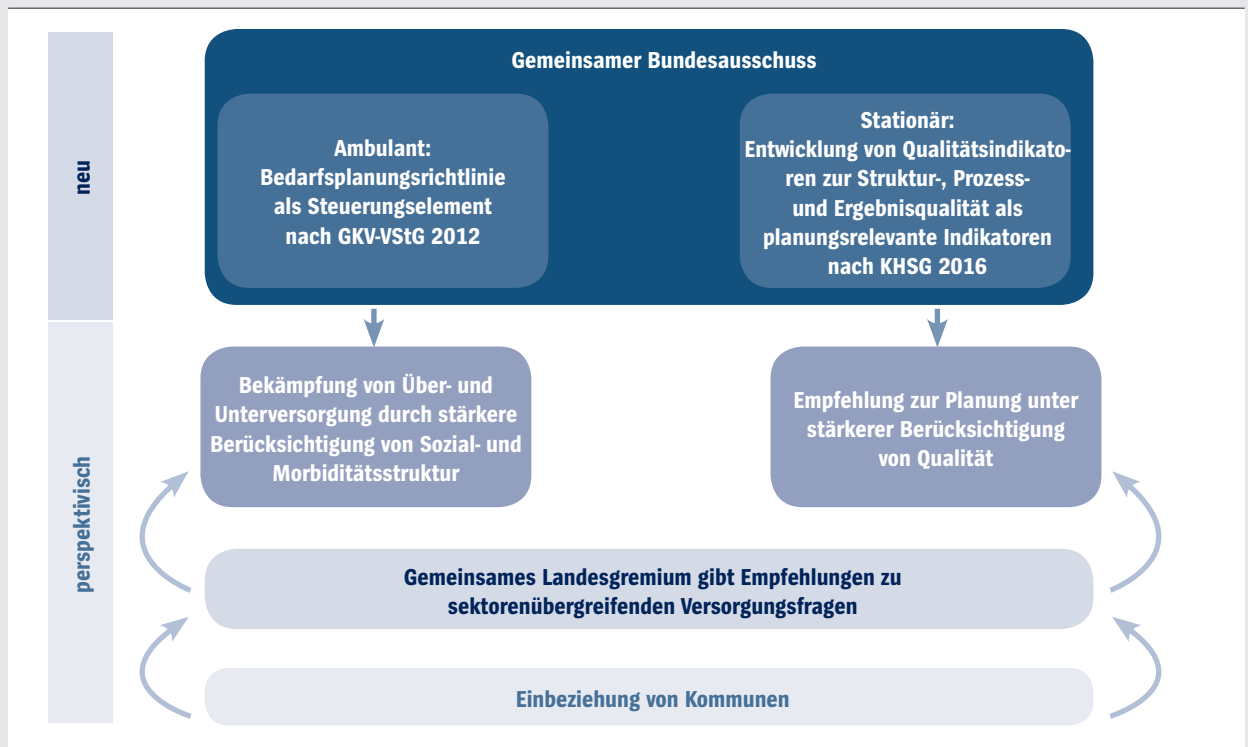 neu
Gemeinsamer Bundesausschuss
Ambulant:
Bedarfsplanungsrichtlinie
als Steuerungselement
nach GKV-VStG 2012
Stationär:
Entwicklung von Qualitätsindikato-
ren zur Struktur-, Prozess-
und Ergebnisqualität als
planungsrelevante Indikatoren
nach KHSG 2016
perspektivisch
Bekämpfung von Über- und
Unterversorgung durch stärkere
Berücksichtigung von Sozial- und
Morbiditätsstruktur
Empfehlung zur Planung unter
stärkerer Berücksichtigung
von Qualität
Gemeinsames Landesgremium gibt Empfehlungen zu
sektorenübergreifenden Versorgungsfragen
Einbeziehung von Kommunen